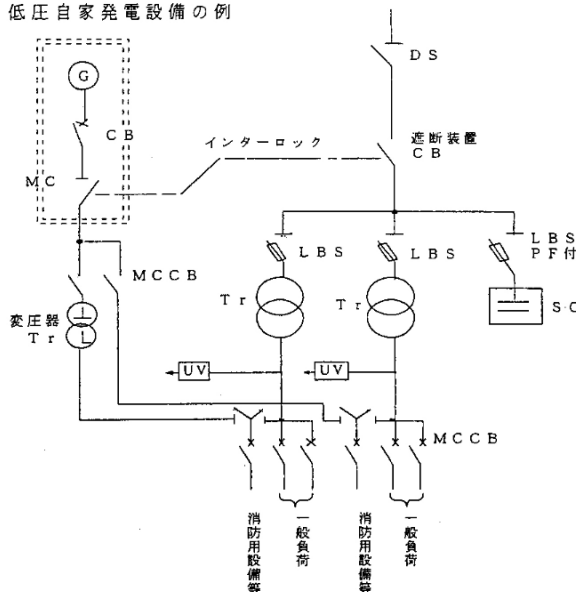 低圧自家発電設備の例
DS
G
CB
インターロック
遮断装置
CB
MC
LBS
LBS
LBS
PF付
MCCB
Tr
Tr
SC
変圧器
Tr
UV
UV
MCCB
消防用設備等
一般負荷
消防用設備等
一般負荷